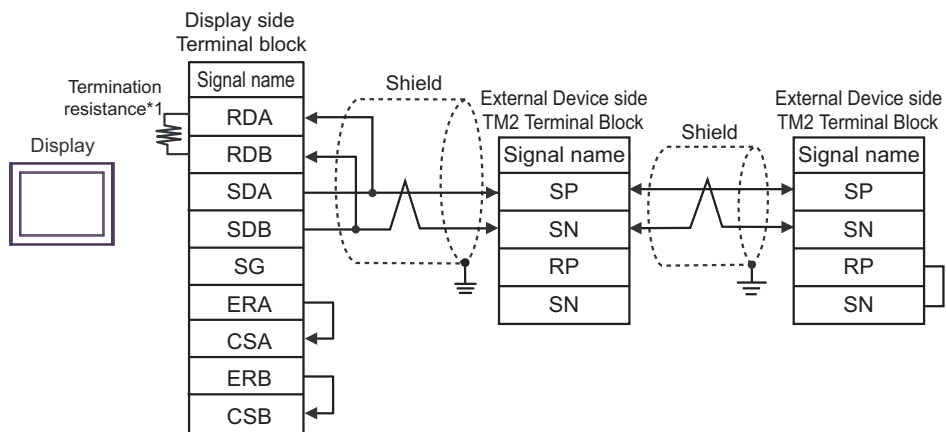 Display side
Terminal block
Signal name
RDA
RDB
SDA
SDB
SG
ERA
CSA
ERB
CSB
Termination
resistance*1
Display
Shield
External Device side
TM2 Terminal Block
Signal name
SP
SN
RP
SN
Shield
External Device side
TM2 Terminal Block
Signal name
SP
SN
RP
SN